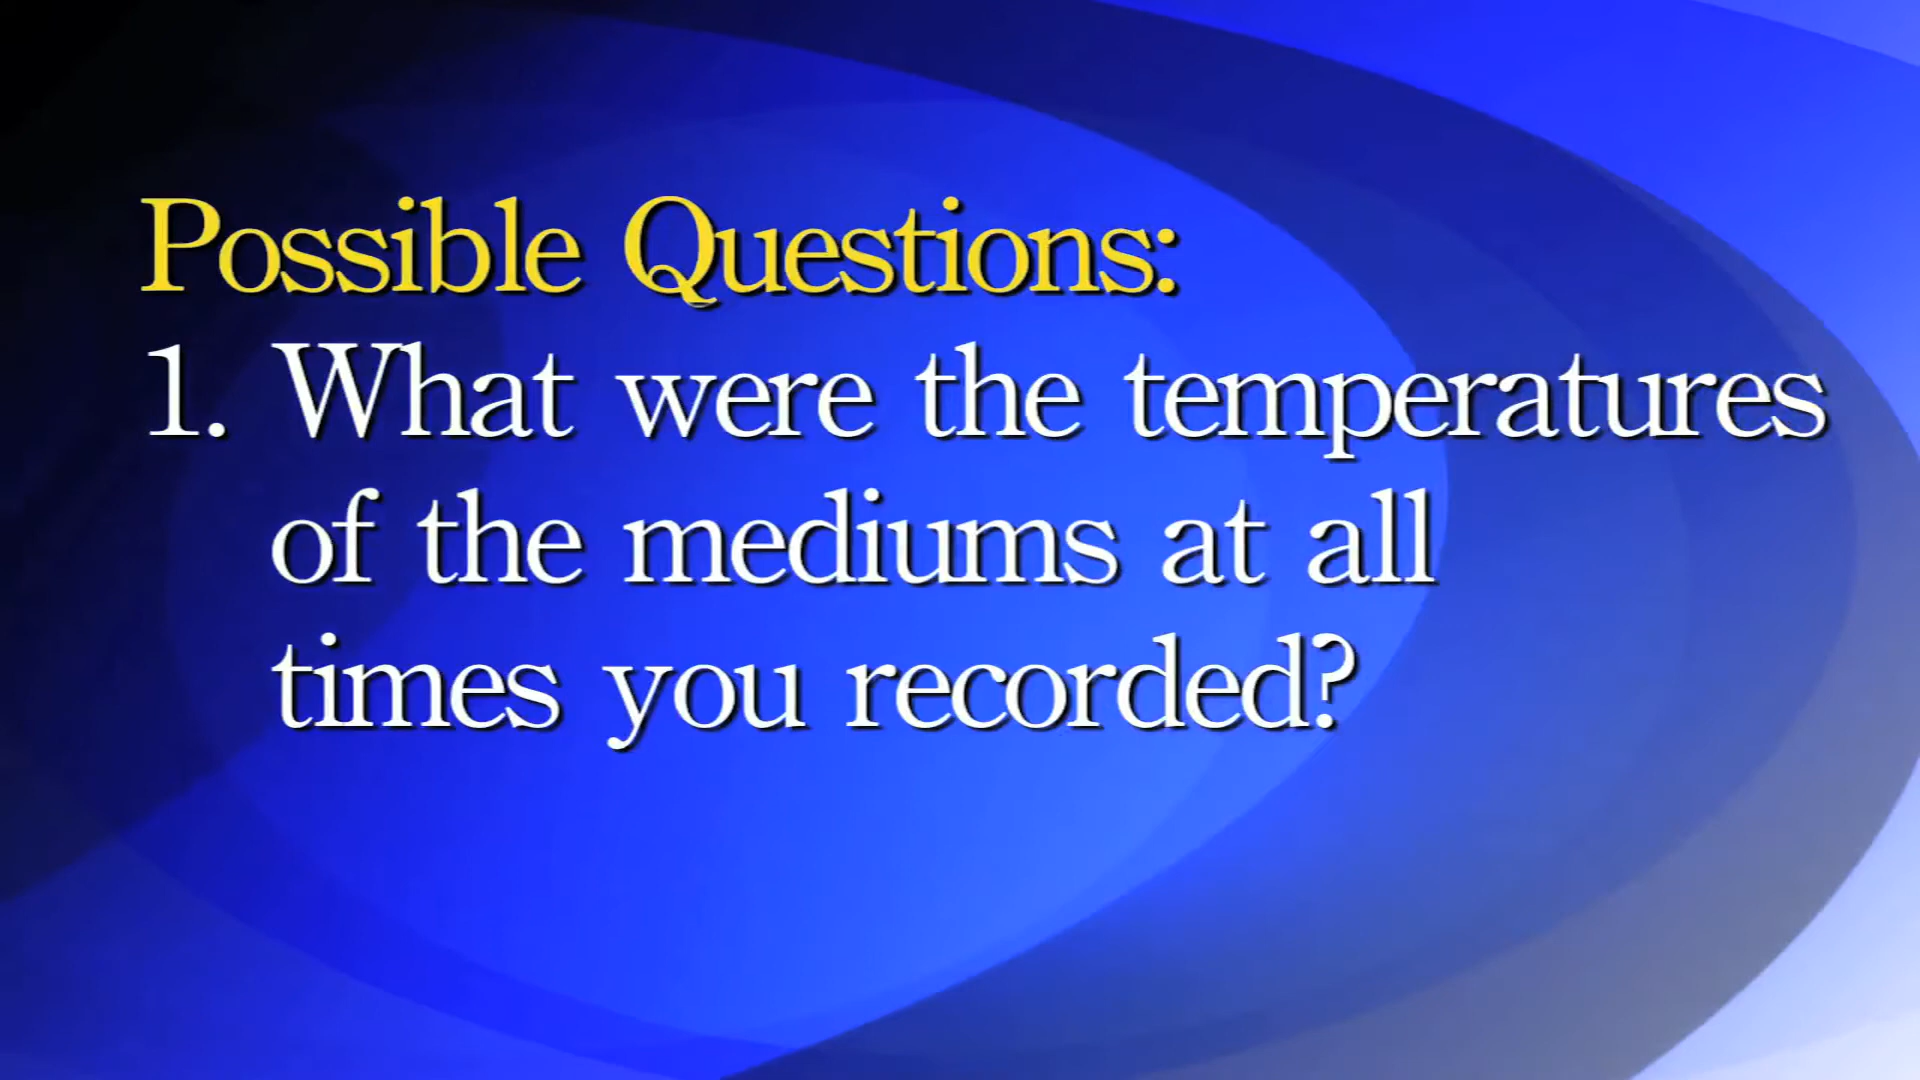 Possible Questions:
1. What were the temperatures
of the mediums at all
times you recorded?